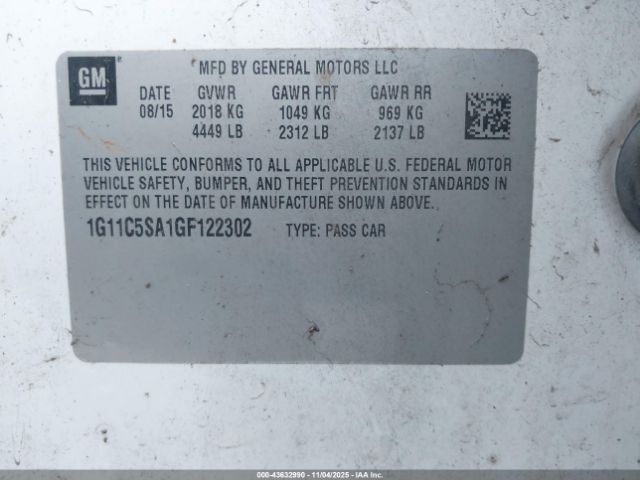 GM
MFD BY GENERAL MOTORS LLC
DATE GVWR GAWR FRT GAWR RR
08/15 2018 KG 1049 KG 969 KG
4449 LB 2312 LB 2137 LB
THIS VEHICLE CONFORMS TO ALL APPLICABLE U.S. FEDERAL MOTOR
VEHICLE SAFETY, BUMPER, AND THEFT PREVENTION STANDARDS IN
EFFECT ON THE DATE OF MANUFACTURE SHOWN ABOVE.
1G11C5SA1GF122302 TYPE: PASS CAR
000-43632990 - 11/04/2025 - IAA Inc.